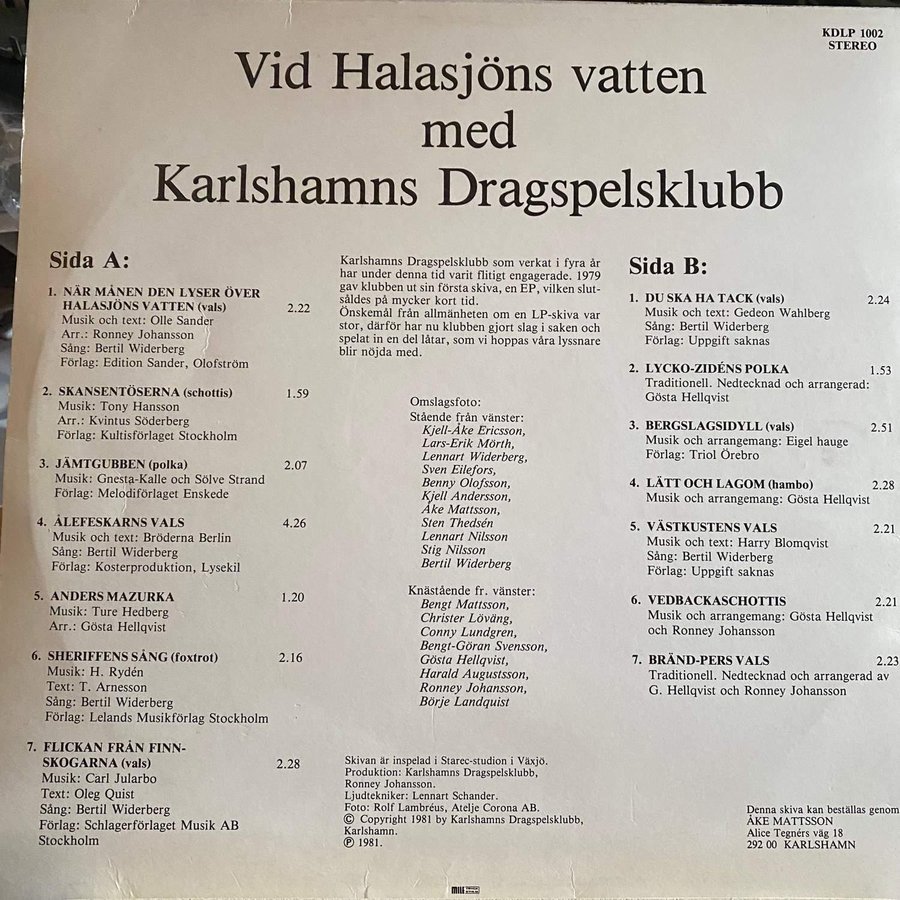 KDLP 1002
STEREO
Vid Halasjöns vatten
med
Karlshamns Dragspelsklubb
Sida A:
1. NÄR MÅNEN DEN LYSER ÖVER
HALASJÖNS VATTEN (vals) 2.22
Musik och text: Olle Sander
Arr.: Ronney Johansson
Sång: Bertil Widerberg
Förlag: Edition Sander, Olofström
2. SKANSENTÖSERNA (schottis) 1.59
Musik: Tony Hansson
Arr.: Kvintus Söderberg
Förlag: Kultisförlaget Stockholm
3. JÄMTGUBBEN (polka) 2.07
Musik: Gnesta-Kalle och Sölve Strand
Förlag: Melodiförlaget Enskede
4. ÅLEFESKARNS VALS 4.26
Musik och text: Bröderna Berlin
Sång: Bertil Widerberg
Förlag: Kosterproduktion, Lysekil
5. ANDERS MAZURKA 1.20
Musik: Ture Hedberg
Arr.: Gösta Hellqvist
6. SHERIFFENS SÅNG (foxtrot) 2.16
Musik: H. Rydén
Text: T. Arnesson
Sång: Bertil Widerberg
Förlag: Lelands Musikförlag Stockholm
7. FLICKAN FRÅN FINN-
SKOGARNA (vals) 2.28
Musik: Carl Jularbo
Text: Oleg Quist
Sång: Bertil Widerberg
Förlag: Schlagerförlaget Musik AB
Stockholm
Karlshamns Dragspelsklubb som verkat i fyra år
har under denna tid varit flitigt engagerade. 1979
gav klubben ut sin första skiva, en EP, vilken slut-
såldes på mycket kort tid.
Önskemål från allmänheten om en LP-skiva var
stor, därför har nu klubben gjort slag i saken och
spelat in en del låtar, som vi hoppas våra lyssnare
blir nöjda med.
Omslagsfoto:
Stående från vänster:
Kjell-Åke Ericsson,
Lars-Erik Mörth,
Lennart Widerberg,
Sven Eilefors,
Benny Olofsson,
Kjell Andersson,
Åke Mattsson,
Sten Thedsén
Lennart Nilsson
Stig Nilsson
Bertil Widerberg
Knästående fr. vänster:
Bengt Mattsson,
Christer Löväng,
Conny Lundgren,
Bengt-Göran Svensson,
Gösta Hellqvist,
Harald Augustsson,
Ronney Johansson,
Börje Landquist
Skivan är inspelad i Starec-studion i Växjö.
Produktion: Karlshamns Dragspelsklubb,
Ronney Johansson.
Ljudtekniker: Lennart Schander.
Foto: Rolf Lambréus, Atelje Corona AB.
© Copyright 1981 by Karlshamns Dragspelsklubb,
Karlshamn.
℗ 1981.
Sida B:
1. DU SKA HA TACK (vals) 2.24
Musik och text: Gedeon Wahlberg
Sång: Bertil Widerberg
Förlag: Uppgift saknas
2. LYCKO-ZIDÉNS POLKA 1.53
Traditionell. Nedtecknad och arrangerad:
Gösta Hellqvist
3. BERGSLAGSIDYLL (vals) 2.51
Musik och arrangemang: Eigel hauge
Förlag: Triol Örebro
4. LÄTT OCH LAGOM (hambo) 2.28
Musik och arrangemang: Gösta Hellqvist
5. VÄSTKUSTENS VALS 2.21
Musik och text: Harry Blomqvist
Sång: Bertil Widerberg
Förlag: Uppgift saknas
6. VEDBACKASCHOTTIS 2.21
Musik och arrangemang: Gösta Hellqvist
och Ronney Johansson
7. BRÄND-PERS VALS 2.23
Traditionell. Nedtecknad och arrangerad av
G. Hellqvist och Ronney Johansson
Denna skiva kan beställas genom
ÅKE MATTSSON
Alice Tegnérs väg 18
292 00 KARLSHAMN